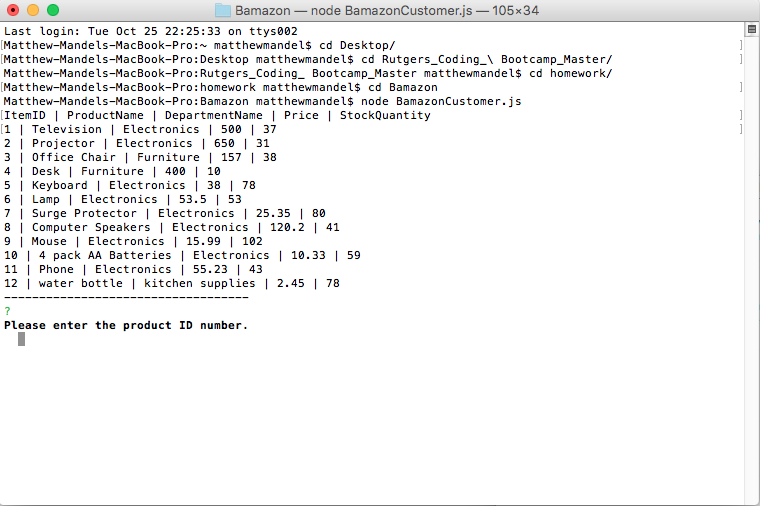 Bamazon — node BamazonCustomer.js — 105×34
Last login: Tue Oct 25 22:25:33 on ttys002
[Matthew-Mandels-MacBook-Pro:~ matthewmandel$ cd Desktop/ ]
[Matthew-Mandels-MacBook-Pro:Desktop matthewmandel$ cd Rutgers_Coding_\ Bootcamp_Master/ ]
[Matthew-Mandels-MacBook-Pro:Rutgers_Coding_ Bootcamp_Master matthewmandel$ cd homework/ ]
[Matthew-Mandels-MacBook-Pro:homework matthewmandel$ cd Bamazon ]
Matthew-Mandels-MacBook-Pro:Bamazon matthewmandel$ node BamazonCustomer.js
[ItemID | ProductName | DepartmentName | Price | StockQuantity ]
[1 | Television | Electronics | 500 | 37 ]
2 | Projector | Electronics | 650 | 31
3 | Office Chair | Furniture | 157 | 38
4 | Desk | Furniture | 400 | 10
5 | Keyboard | Electronics | 38 | 78
6 | Lamp | Electronics | 53.5 | 53
7 | Surge Protector | Electronics | 25.35 | 80
8 | Computer Speakers | Electronics | 120.2 | 41
9 | Mouse | Electronics | 15.99 | 102
10 | 4 pack AA Batteries | Electronics | 10.33 | 59
11 | Phone | Electronics | 55.23 | 43
12 | water bottle | kitchen supplies | 2.45 | 78
-----------------------------------
?
Please enter the product ID number.